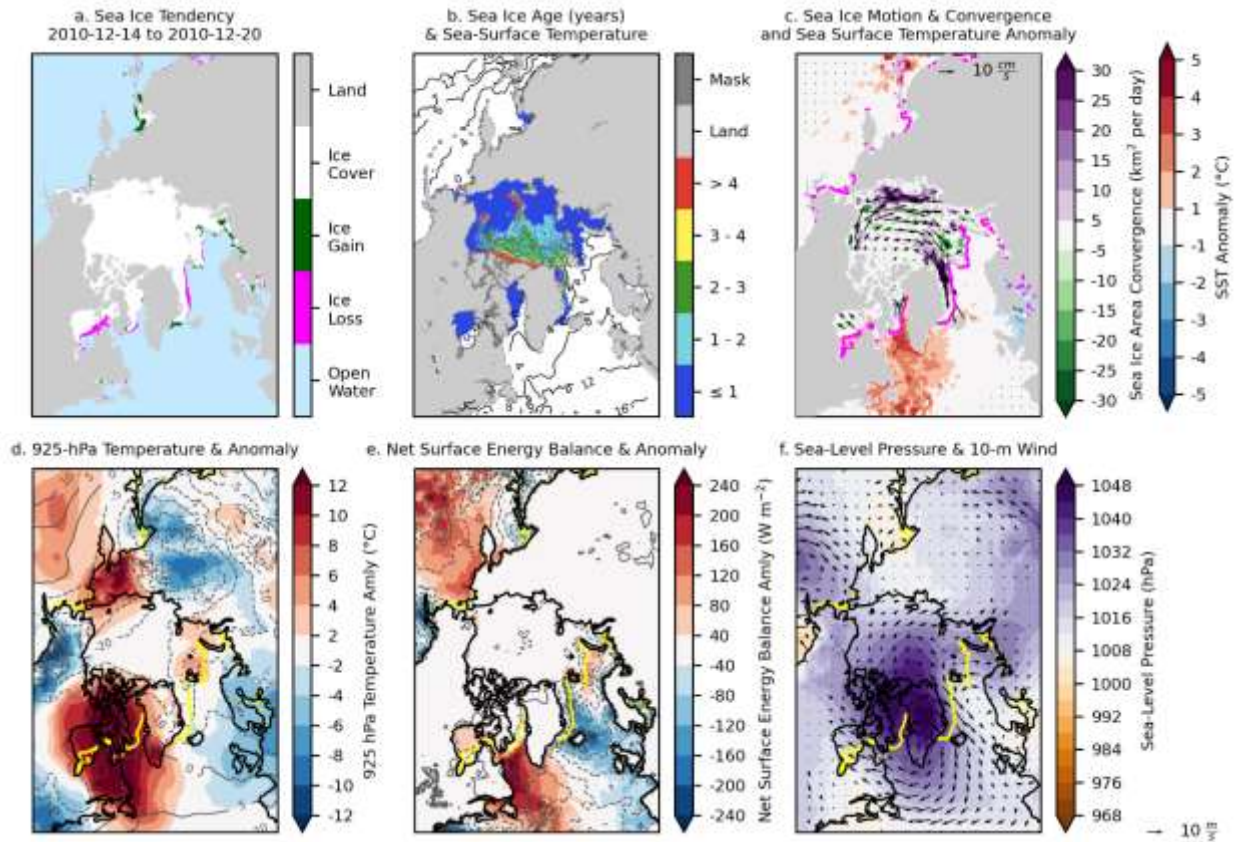 a. Sea Ice Tendency
2010-12-14 to 2010-12-20
Land
Ice
Cover
Ice
Gain
Ice
Loss
Open
Water
b. Sea Ice Age (years)
& Sea-Surface Temperature
Mask
Land
> 4
3 - 4
2 - 3
1 - 2
≤ 1
c. Sea Ice Motion & Convergence
and Sea Surface Temperature Anomaly
10 cm/s
30
25
20
15
10
5
-5
-10
-15
-20
-25
-30
Sea Ice Area Convergence (km² per day)
5
4
3
2
1
-1
-2
-3
-4
-5
SST Anomaly (°C)
d. 925-hPa Temperature & Anomaly
12
10
8
6
4
2
-2
-4
-6
-8
-10
-12
925 hPa Temperature Amly (°C)
e. Net Surface Energy Balance & Anomaly
240
200
160
120
80
40
-40
-80
-120
-160
-200
-240
Net Surface Energy Balance Amly (W m⁻²)
f. Sea-Level Pressure & 10-m Wind
1048
1040
1032
1024
1016
1008
1000
992
984
976
968
Sea-Level Pressure (hPa)
10 m/s